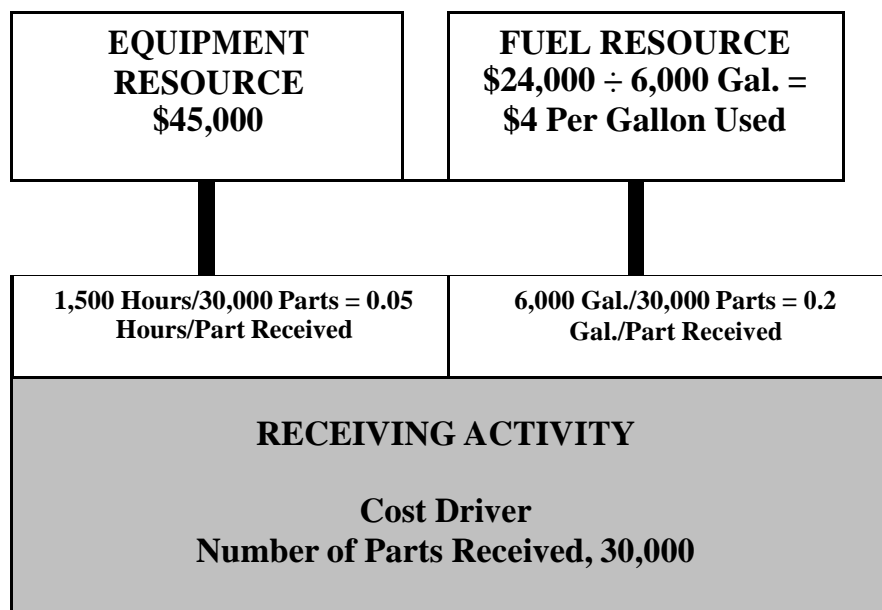 EQUIPMENT
RESOURCE
$45,000
FUEL RESOURCE
$24,000 ÷ 6,000 Gal. =
$4 Per Gallon Used
1,500 Hours/30,000 Parts = 0.05
Hours/Part Received
6,000 Gal./30,000 Parts = 0.2
Gal./Part Received
RECEIVING ACTIVITY
Cost Driver
Number of Parts Received, 30,000